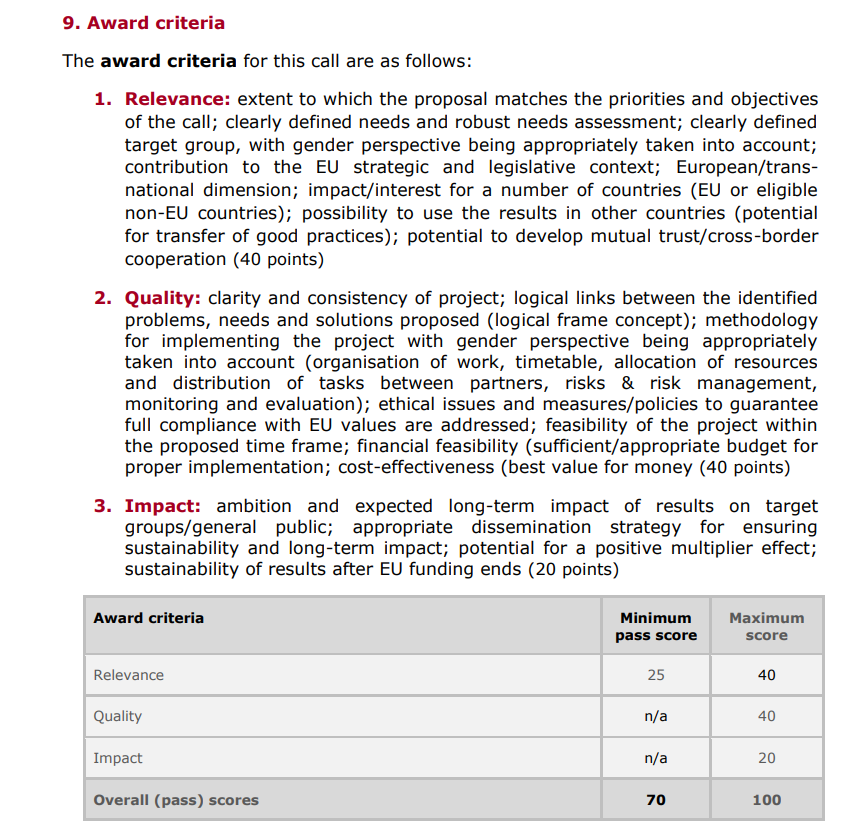 9. Award criteria
The award criteria for this call are as follows:
1. Relevance: extent to which the proposal matches the priorities and objectives
of the call; clearly defined needs and robust needs assessment; clearly defined
target group, with gender perspective being appropriately taken into account;
contribution to the EU strategic and legislative context; European/trans-
national dimension; impact/interest for a number of countries (EU or eligible
non-EU countries); possibility to use the results in other countries (potential
for transfer of good practices); potential to develop mutual trust/cross-border
cooperation (40 points)
2. Quality: clarity and consistency of project; logical links between the identified
problems, needs and solutions proposed (logical frame concept); methodology
for implementing the project with gender perspective being appropriately
taken into account (organisation of work, timetable, allocation of resources
and distribution of tasks between partners, risks & risk management,
monitoring and evaluation); ethical issues and measures/policies to guarantee
full compliance with EU values are addressed; feasibility of the project within
the proposed time frame; financial feasibility (sufficient/appropriate budget for
proper implementation; cost-effectiveness (best value for money (40 points)
3. Impact: ambition and expected long-term impact of results on target
groups/general public; appropriate dissemination strategy for ensuring
sustainability and long-term impact; potential for a positive multiplier effect;
sustainability of results after EU funding ends (20 points)
Award criteria Minimum pass score Maximum score
Relevance 25 40
Quality n/a 40
Impact n/a 20
Overall (pass) scores 70 100